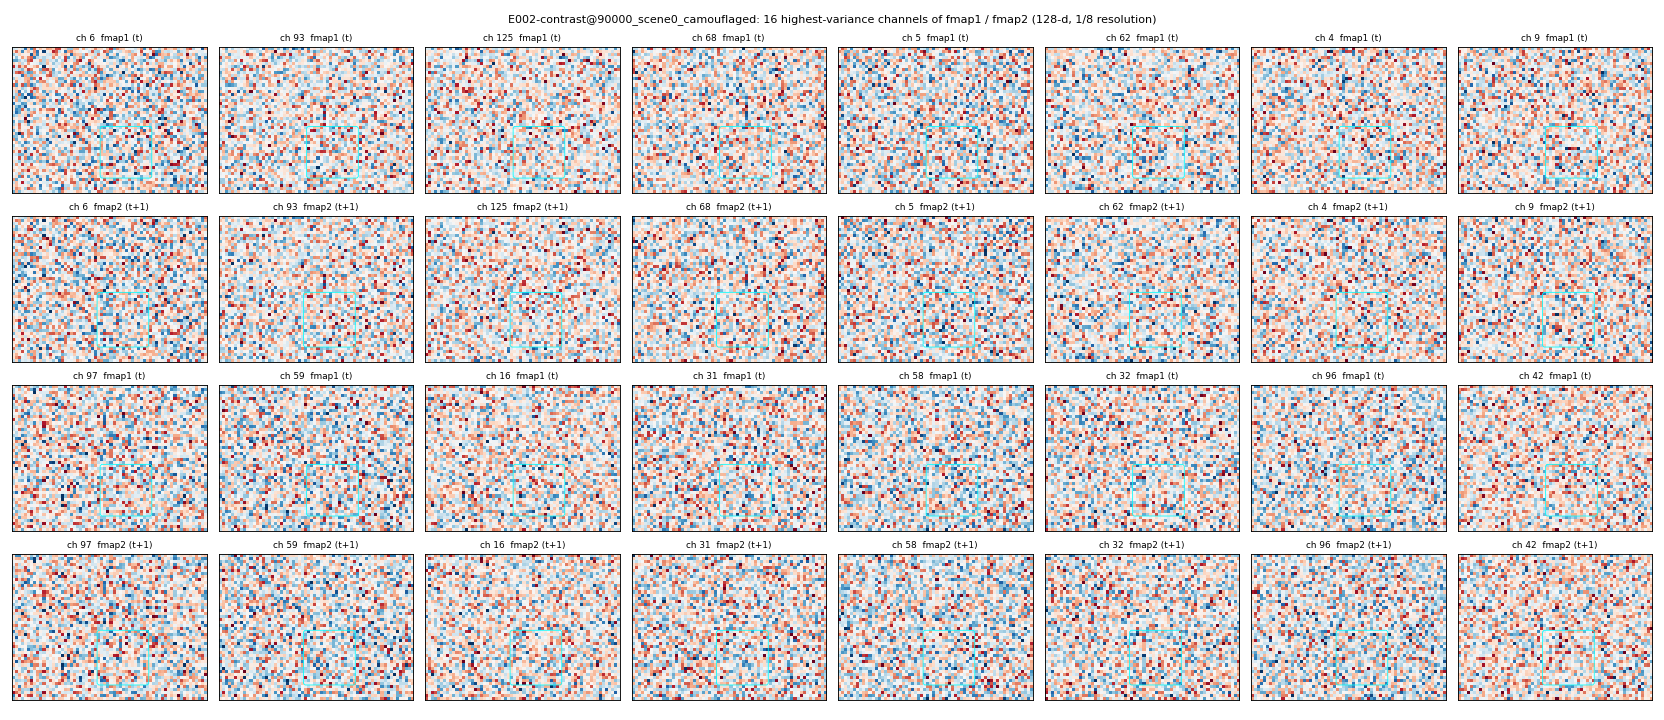 E002-contrast@90000_scene0_camouflaged: 16 highest-variance channels of fmap1 / fmap2 (128-d, 1/8 resolution)
ch 6 fmap1 (t)
ch 93 fmap1 (t)
ch 125 fmap1 (t)
ch 68 fmap1 (t)
ch 5 fmap1 (t)
ch 62 fmap1 (t)
ch 4 fmap1 (t)
ch 9 fmap1 (t)
ch 6 fmap2 (t+1)
ch 93 fmap2 (t+1)
ch 125 fmap2 (t+1)
ch 68 fmap2 (t+1)
ch 5 fmap2 (t+1)
ch 62 fmap2 (t+1)
ch 4 fmap2 (t+1)
ch 9 fmap2 (t+1)
ch 97 fmap1 (t)
ch 59 fmap1 (t)
ch 16 fmap1 (t)
ch 31 fmap1 (t)
ch 58 fmap1 (t)
ch 32 fmap1 (t)
ch 96 fmap1 (t)
ch 42 fmap1 (t)
ch 97 fmap2 (t+1)
ch 59 fmap2 (t+1)
ch 16 fmap2 (t+1)
ch 31 fmap2 (t+1)
ch 58 fmap2 (t+1)
ch 32 fmap2 (t+1)
ch 96 fmap2 (t+1)
ch 42 fmap2 (t+1)